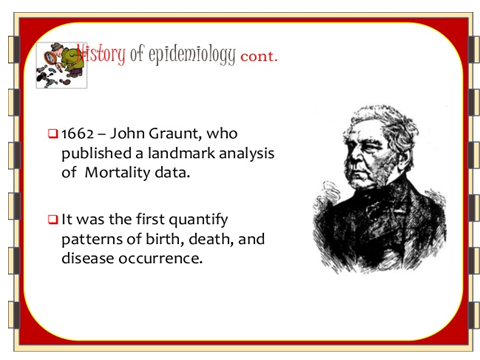 History of epidemiology cont.
1662 – John Graunt, who
published a landmark analysis
of Mortality data.
It was the first quantify
patterns of birth, death, and
disease occurrence.